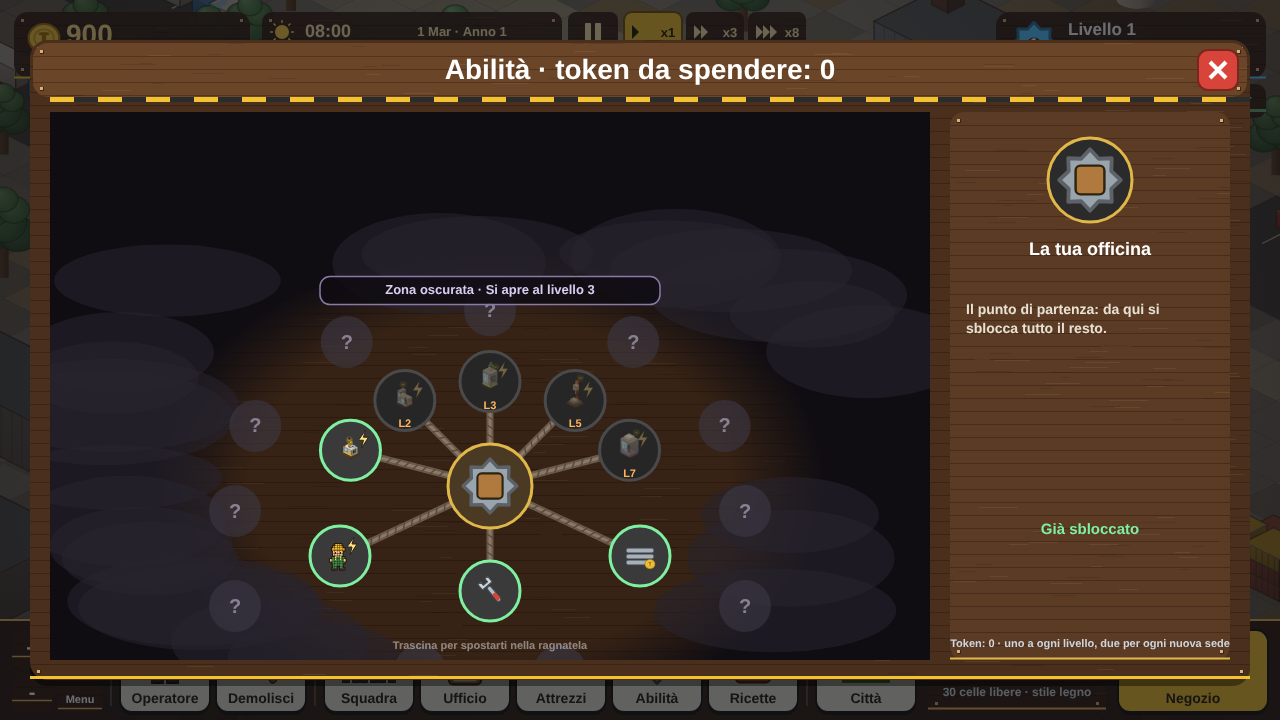 900
08:00
1 Mar · Anno 1
x1
x3
x8
Livello 1
Abilità · token da spendere: 0
Zona oscurata · Si apre al livello 3
?
?
?
L3
L2
L5
?
?
L7
?
?
?
?
Trascina per spostarti nella ragnatela
La tua officina
Il punto di partenza: da qui si
sblocca tutto il resto.
Già sbloccato
Token: 0 · uno a ogni livello, due per ogni nuova sede
Menu
Operatore
Demolisci
Squadra
Ufficio
Attrezzi
Abilità
Ricette
Città
30 celle libere · stile legno
Negozio